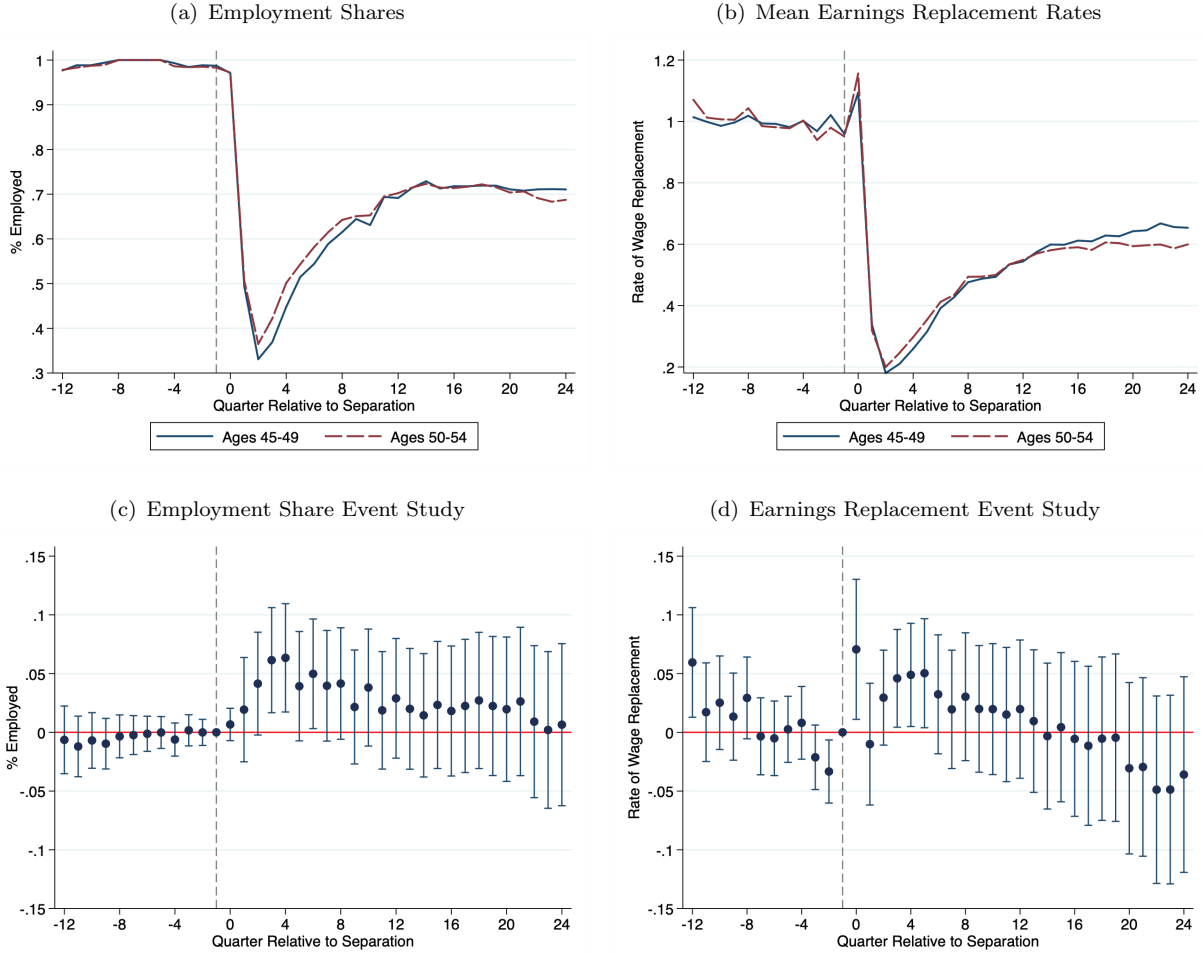 (a) Employment Shares
% Employed
1
.9
.8
.7
.6
.5
.4
.3
-12 -8 -4 0 4 8 12 16 20 24
Quarter Relative to Separation
Ages 45-49 Ages 50-54
(b) Mean Earnings Replacement Rates
Rate of Wage Replacement
1.2
1
.8
.6
.4
.2
-12 -8 -4 0 4 8 12 16 20 24
Quarter Relative to Separation
Ages 45-49 Ages 50-54
(c) Employment Share Event Study
% Employed
.15
.1
.05
0
-.05
-.1
-.15
-12 -8 -4 0 4 8 12 16 20 24
Quarter Relative to Separation
(d) Earnings Replacement Event Study
Rate of Wage Replacement
.15
.1
.05
0
-.05
-.1
-.15
-12 -8 -4 0 4 8 12 16 20 24
Quarter Relative to Separation